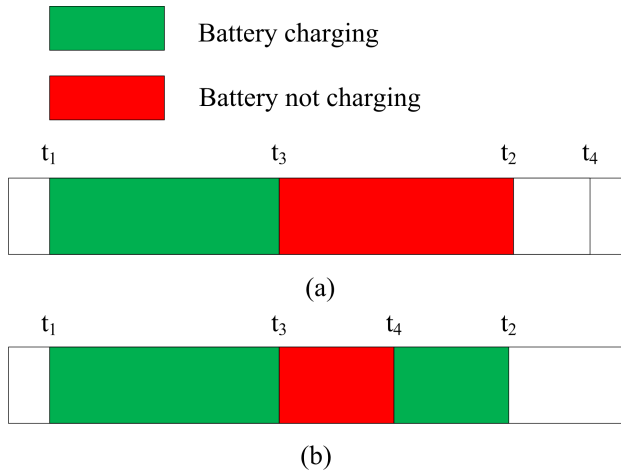 Battery charging
Battery not charging
t₁ t₃ t₂ t₄
(a)
t₁ t₃ t₄ t₂
(b)